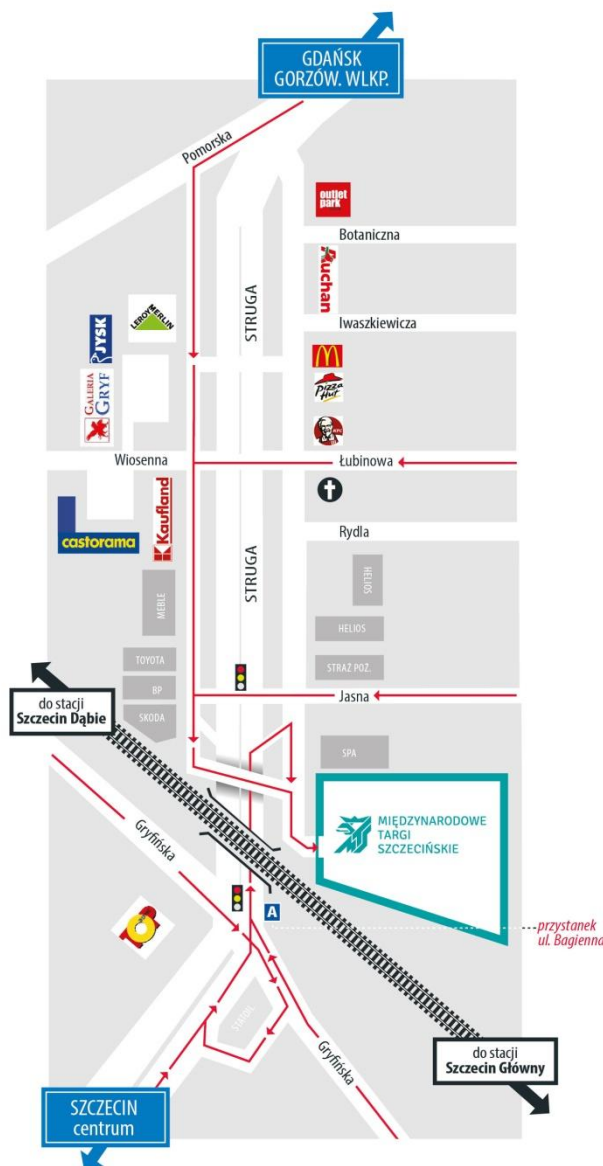 GDAŃSK
GORZÓW. WLKP.
Pomorska
outlet
park
Botaniczna
Auchan
STRUGA
Iwaszkiewicza
LEROY MERLIN
JYSK
GALERIA
GRYF
Pizza
Hut
KFC
Wiosenna
Łubinowa
castorama
Kaufland
Rydla
STRUGA
HELIOS
MEBLE
HELIOS
TOYOTA
STRAŻ POŻ.
BP
Jasna
SKODA
do stacji
Szczecin Dąbie
SPA
MIĘDZYNARODOWE
TARGI
SZCZECIŃSKIE
Gryfińska
A
przystanek
ul. Bagienna
STATOIL
Gryfińska
do stacji
Szczecin Główny
SZCZECIN
centrum